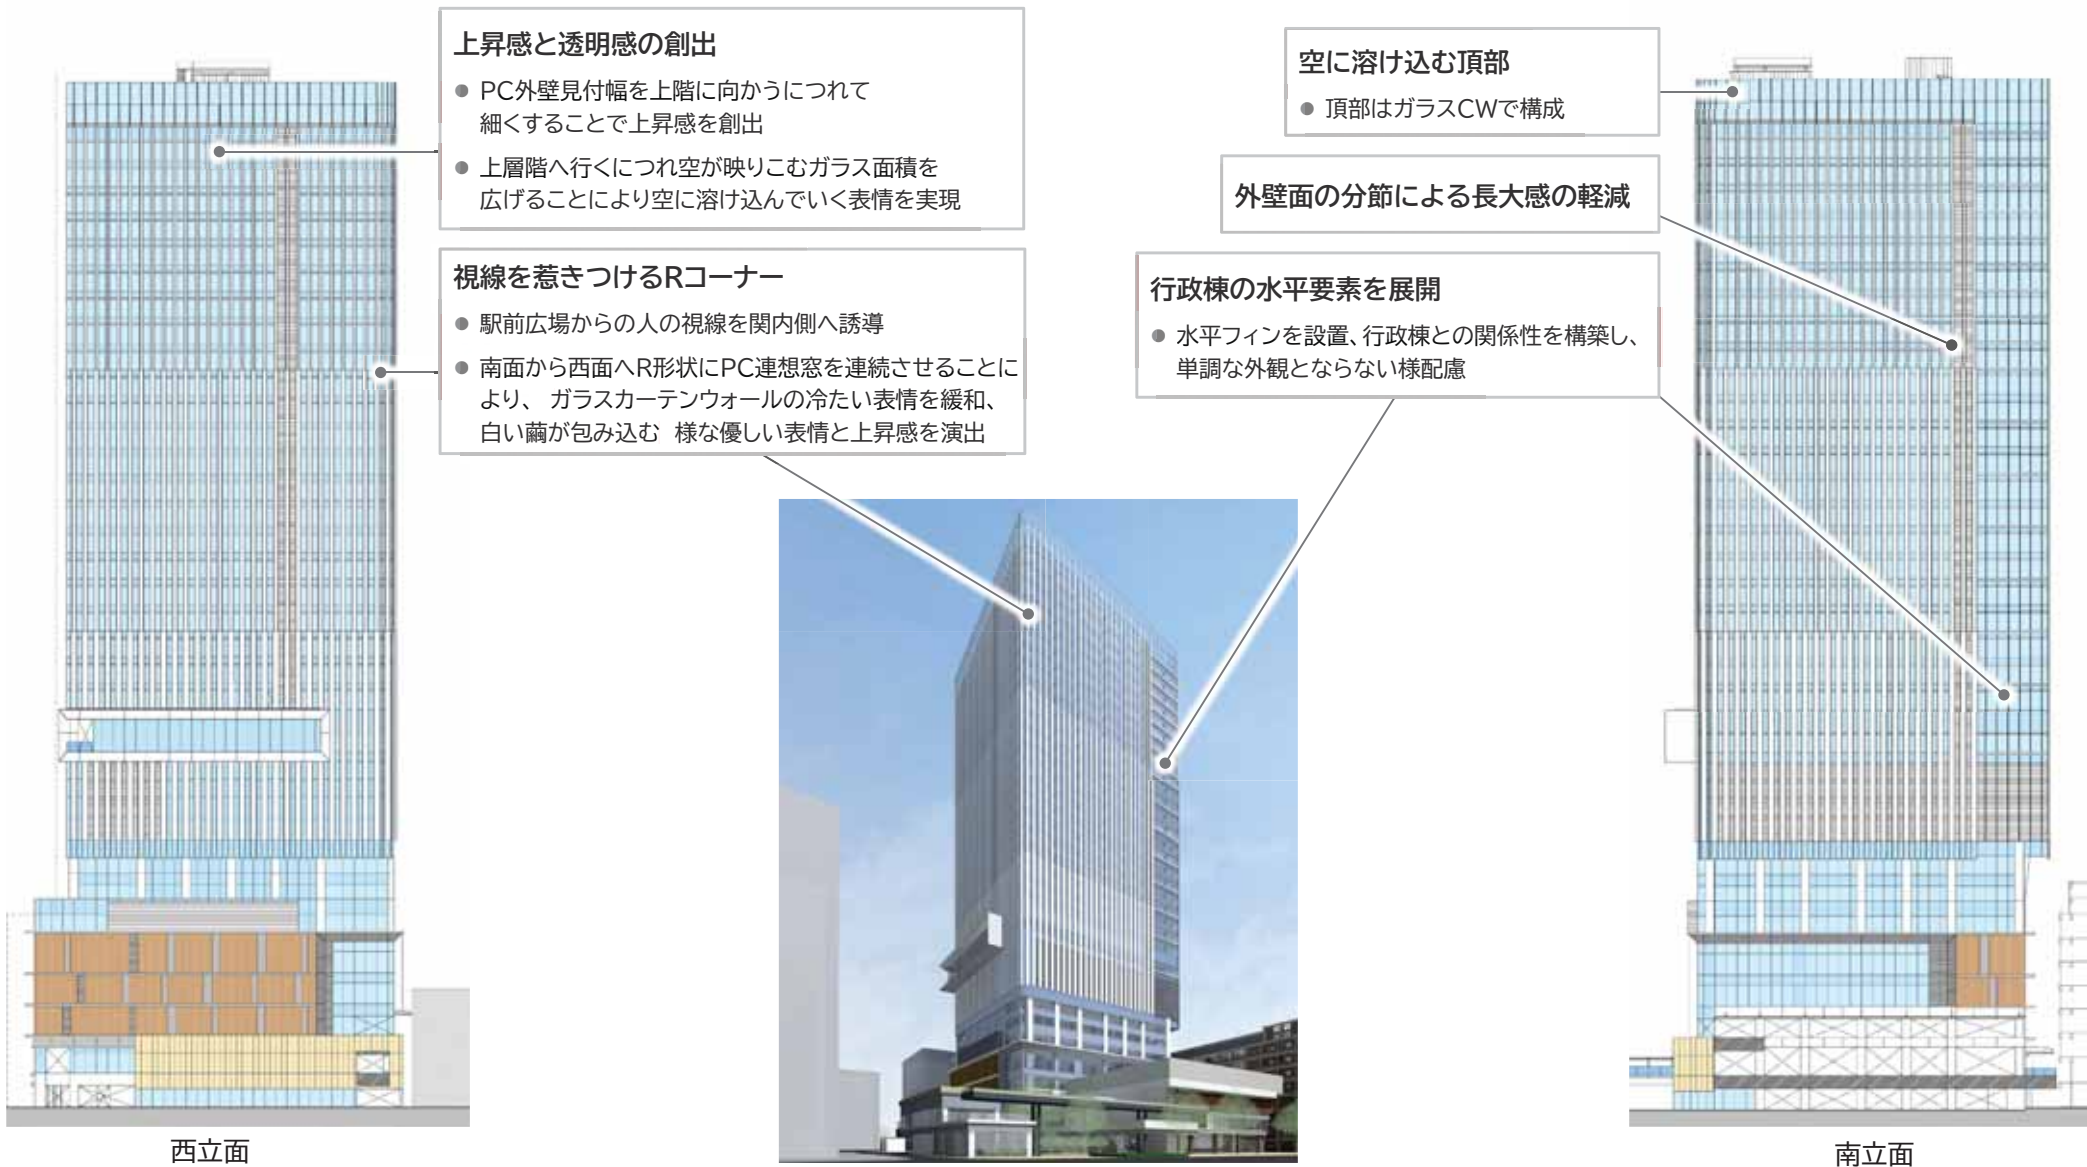 上昇感と透明感の創出
● PC外壁見付幅を上階に向かうにつれて
細くすることで上昇感を創出
● 上層階へ行くにつれ空が映りこむガラス面積を
広げることにより空に溶け込んでいく表情を実現
視線を惹きつけるRコーナー
● 駅前広場からの人の視線を関内側へ誘導
● 南面から西面へR形状にPC連想窓を連続させることに
より、 ガラスカーテンウォールの冷たい表情を緩和、
白い繭が包み込む 様な優しい表情と上昇感を演出
空に溶け込む頂部
● 頂部はガラスCWで構成
外壁面の分節による長大感の軽減
行政棟の水平要素を展開
● 水平フィンを設置、行政棟との関係性を構築し、
単調な外観とならない様配慮
西立面
南立面